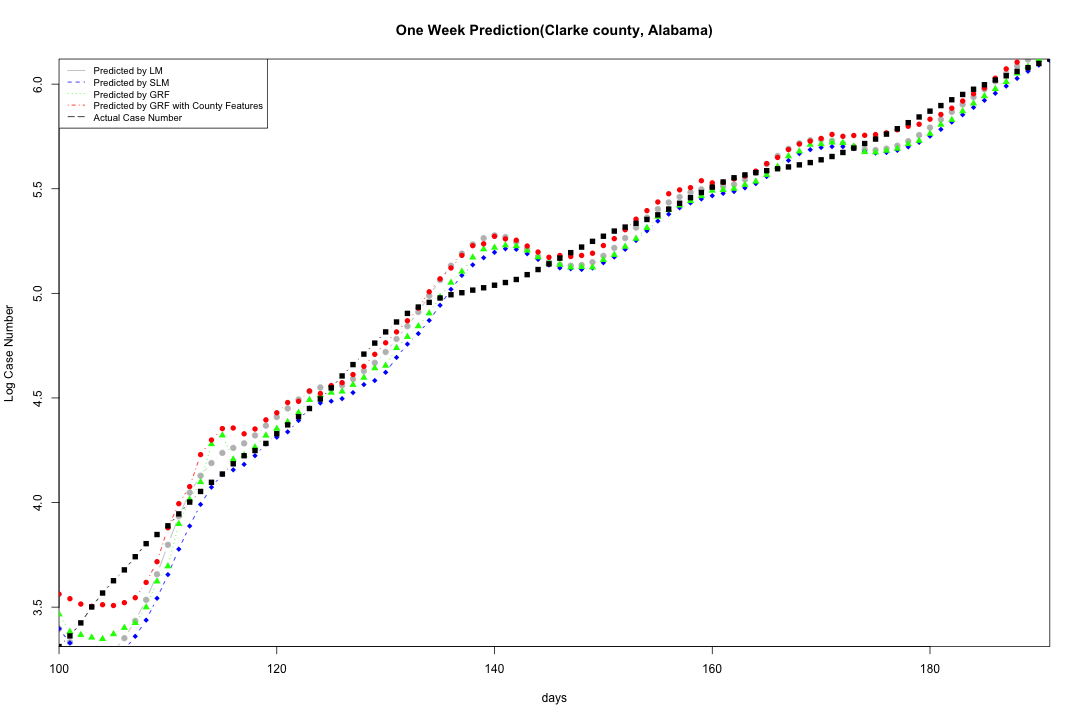 One Week Prediction(Clarke county, Alabama)
Predicted by LM
Predicted by SLM
Predicted by GRF
Predicted by GRF with County Features
Actual Case Number
Log Case Number
6.0
5.5
5.0
4.5
4.0
3.5
100 120 140 160 180
days